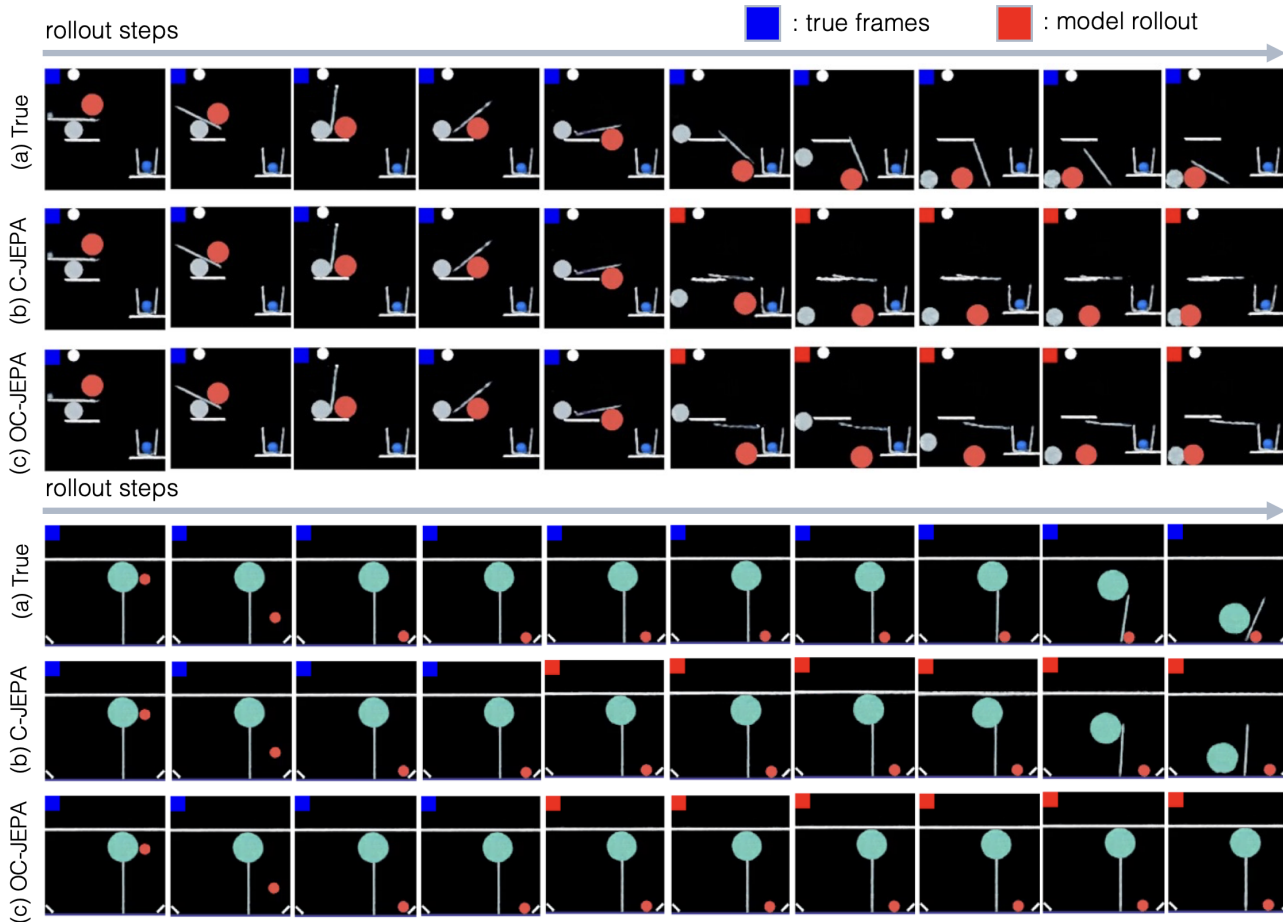 rollout steps
: true frames
: model rollout
(a) True
(b) C-JEPA
(c) OC-JEPA
rollout steps
(a) True
(b) C-JEPA
(c) OC-JEPA